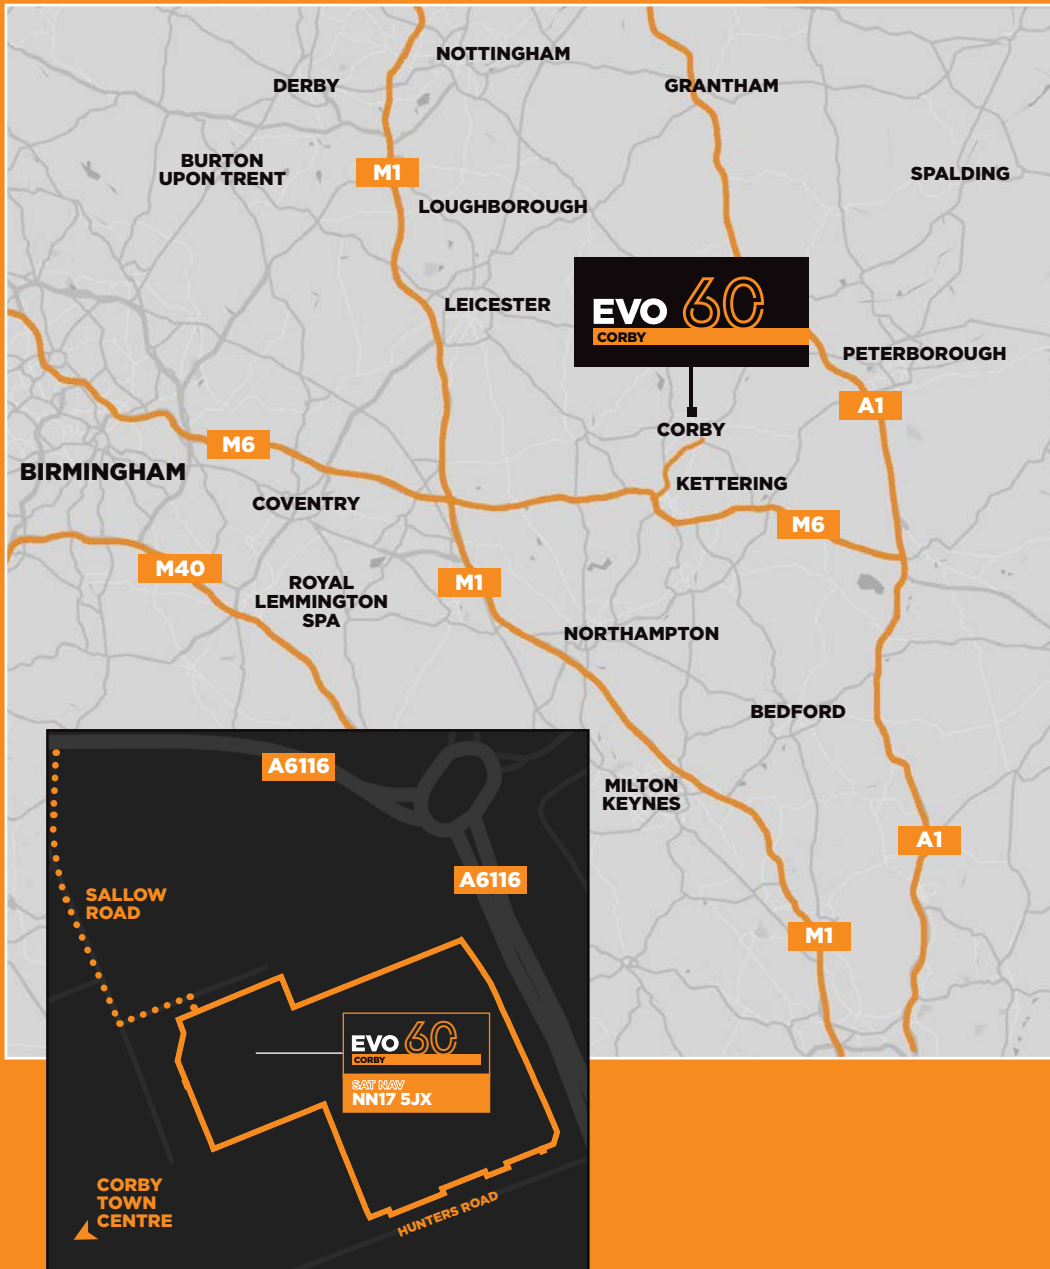 NOTTINGHAM
DERBY
GRANTHAM
BURTON
UPON TRENT
M1
SPALDING
LOUGHBOROUGH
LEICESTER
EVO 60
CORBY
PETERBOROUGH
A1
CORBY
M6
BIRMINGHAM
KETTERING
COVENTRY
M6
M40
M1
ROYAL
LEMMINGTON
SPA
NORTHAMPTON
BEDFORD
MILTON
KEYNES
A1
M1
A6116
A6116
SALLOW
ROAD
EVO 60
CORBY
SAT NAV
NN17 5JX
CORBY
TOWN
CENTRE
HUNTERS ROAD